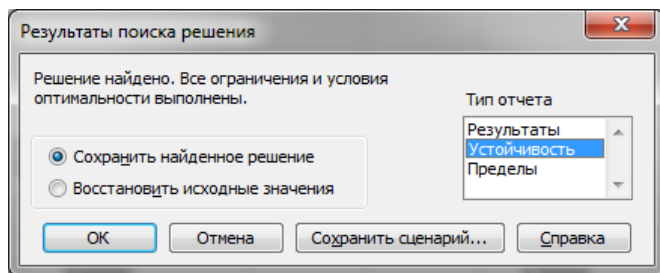 Результаты поиска решения
Решение найдено. Все ограничения и условия
оптимальности выполнены.
Тип отчета
Результаты
Устойчивость
Пределы
Сохранить найденное решение
Восстановить исходные значения
ОК
Отмена
Сохранить сценарий...
Справка